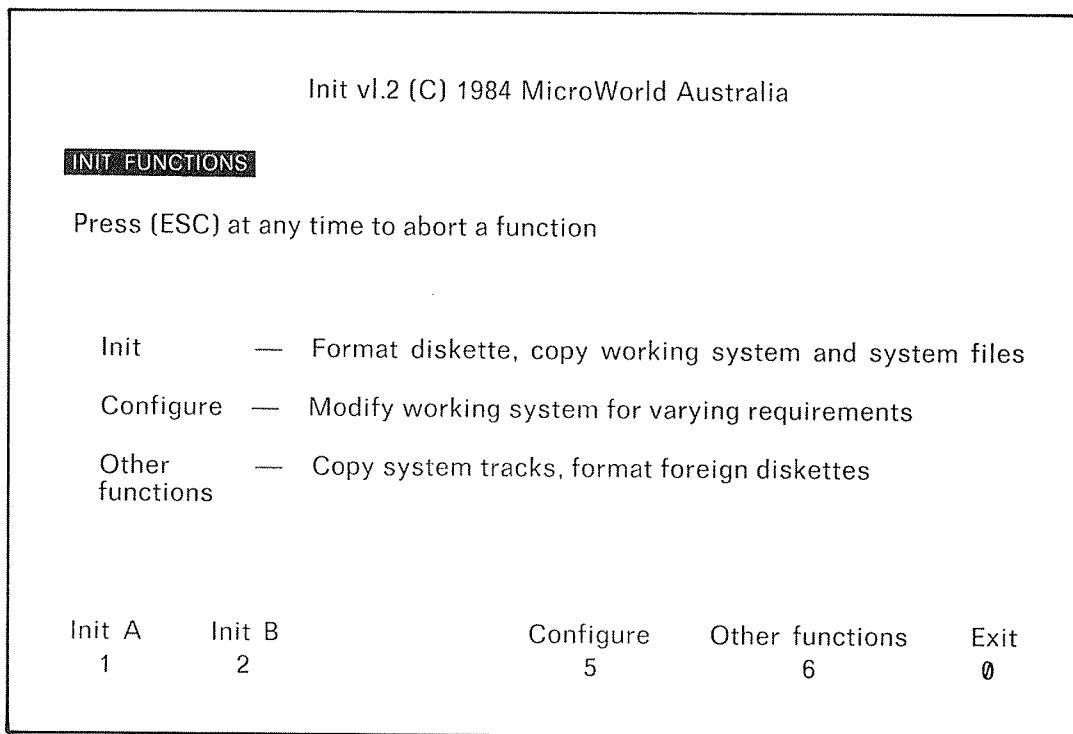 Init vl.2 (C) 1984 MicroWorld Australia
INIT FUNCTIONS
Press (ESC) at any time to abort a function
Init — Format diskette, copy working system and system files
Configure — Modify working system for varying requirements
Other — Copy system tracks, format foreign diskettes
functions
Init A Init B Configure Other functions Exit
1 2 5 6 0